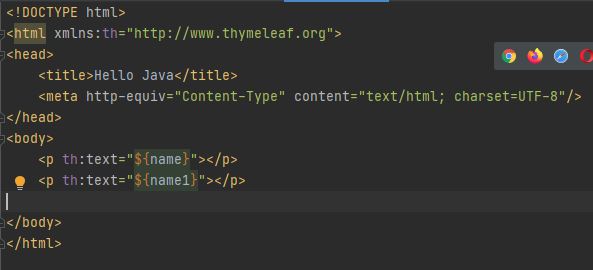 <!DOCTYPE html>
<html xmlns:th="http://www.thymeleaf.org">
<head>
    <title>Hello Java</title>
    <meta http-equiv="Content-Type" content="text/html; charset=UTF-8"/>
</head>
<body>
    <p th:text="${name}"></p>
    <p th:text="${name1}"></p>
</body>
</html>